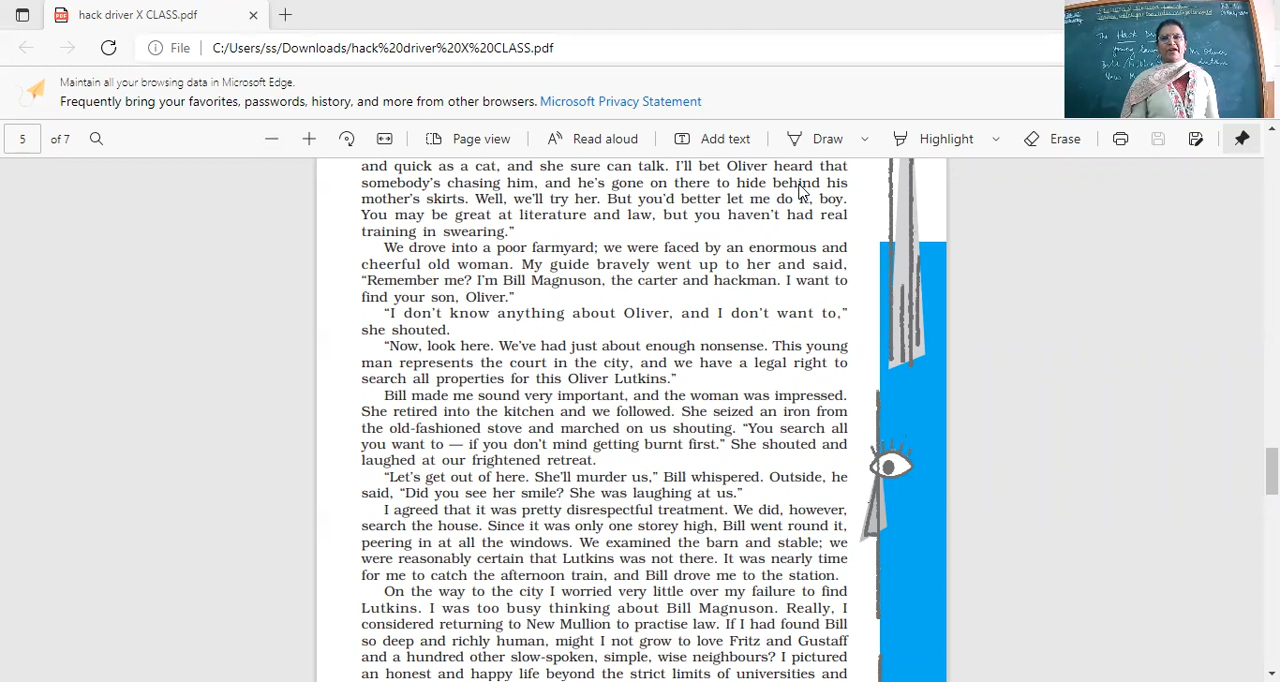 hack driver X CLASS.pdf
File C:/Users/ss/Downloads/hack%20driver%20X%20CLASS.pdf
Maintain all your browsing data in Microsoft Edge.
Frequently bring your favorites, passwords, history, and more from other browsers. Microsoft Privacy Statement
5 of 7 Page view Read aloud Add text Draw Highlight Erase
and quick as a cat, and she sure can talk. I'll bet Oliver heard that
somebody's chasing him, and he's gone on there to hide behind his
mother's skirts. Well, we'll try her. But you'd better let me do it, boy.
You may be great at literature and law, but you haven't had real
training in swearing."
We drove into a poor farmyard; we were faced by an enormous and
cheerful old woman. My guide bravely went up to her and said,
"Remember me? I'm Bill Magnuson, the carter and hackman. I want to
find your son, Oliver."
"I don't know anything about Oliver, and I don't want to,"
she shouted.
"Now, look here. We've had just about enough nonsense. This young
man represents the court in the city, and we have a legal right to
search all properties for this Oliver Lutkins."
Bill made me sound very important, and the woman was impressed.
She retired into the kitchen and we followed. She seized an iron from
the old-fashioned stove and marched on us shouting. "You search all
you want to — if you don't mind getting burnt first." She shouted and
laughed at our frightened retreat.
"Let's get out of here. She'll murder us," Bill whispered. Outside, he
said, "Did you see her smile? She was laughing at us."
I agreed that it was pretty disrespectful treatment. We did, however,
search the house. Since it was only one storey high, Bill went round it,
peering in at all the windows. We examined the barn and stable; we
were reasonably certain that Lutkins was not there. It was nearly time
for me to catch the afternoon train, and Bill drove me to the station.
On the way to the city I worried very little over my failure to find
Lutkins. I was too busy thinking about Bill Magnuson. Really, I
considered returning to New Mullion to practise law. If I had found Bill
so deep and richly human, might I not grow to love Fritz and Gustaff
and a hundred other slow-spoken, simple, wise neighbours? I pictured
an honest and happy life beyond the strict limits of universities and
The Hack